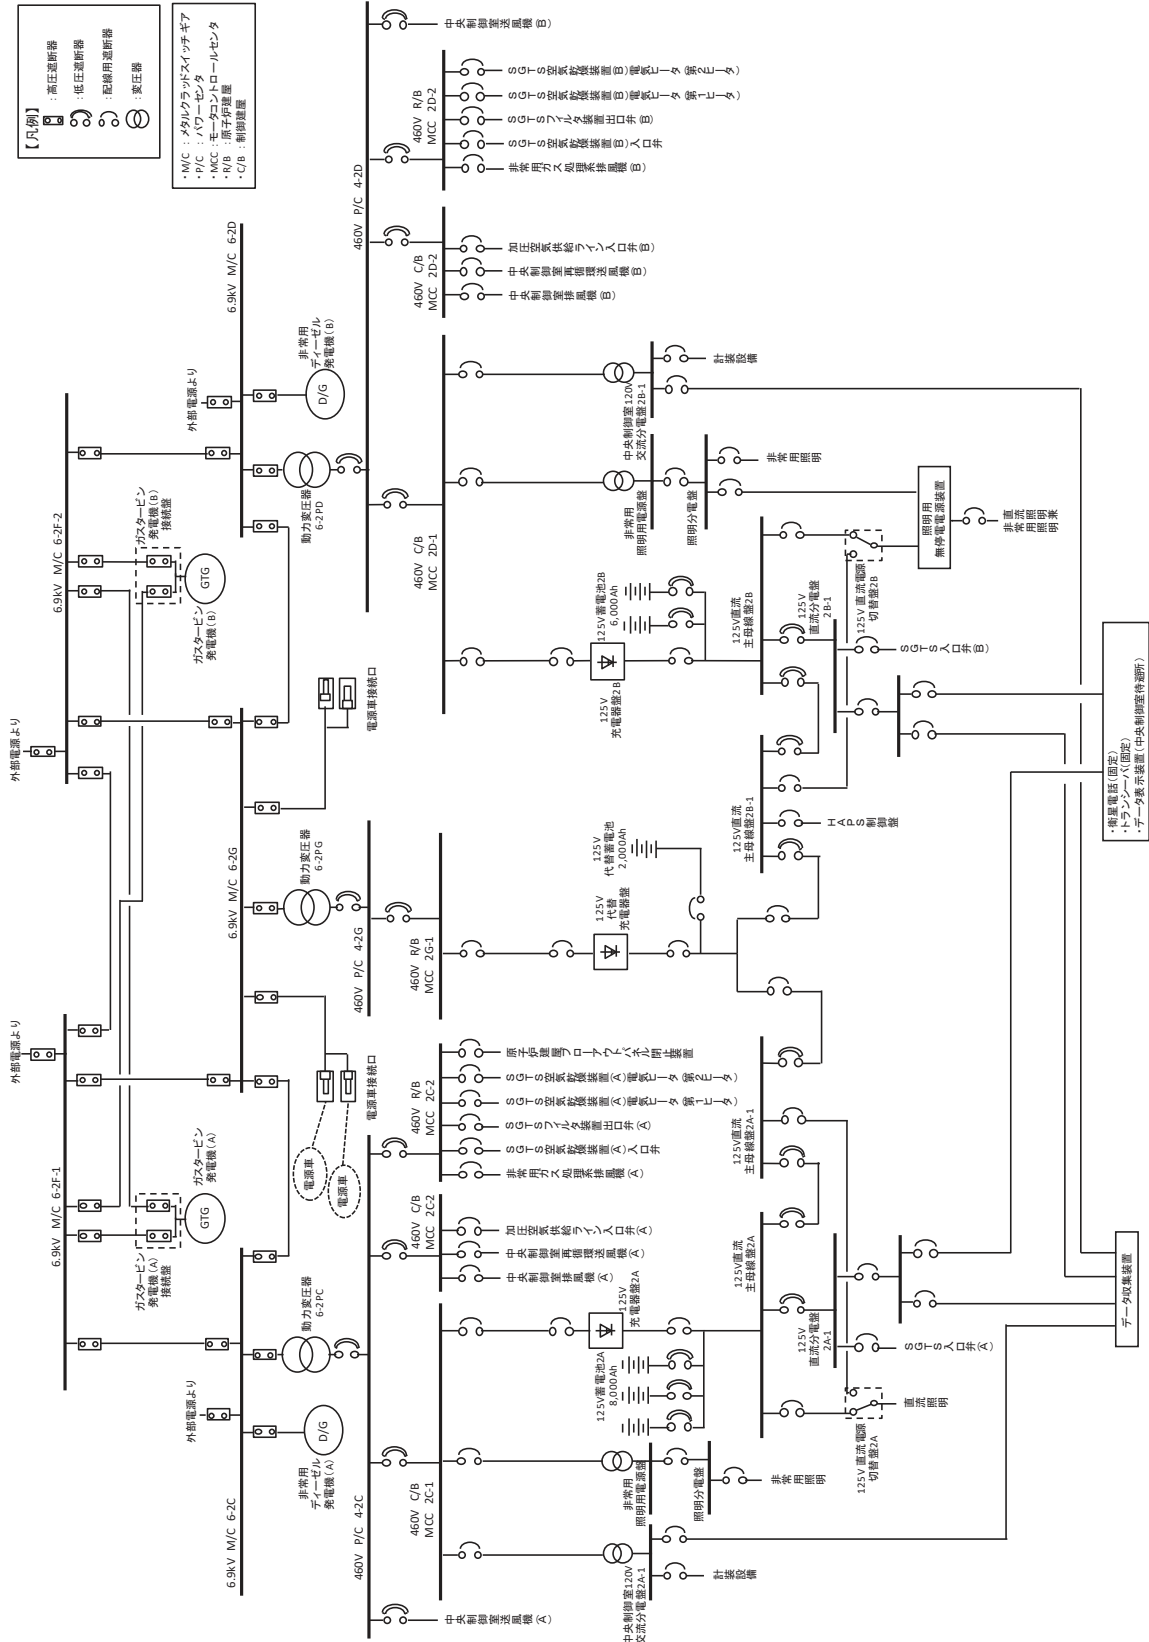 【凡例】
：高圧遮断器
：低圧遮断器
：配線用遮断器
：変圧器
・M/C ：メタルクラッドスイッチギア
・P/C ：パワーセンタ
・MCC：モータコントロールセンタ
・R/B ：原子炉建屋
・C/B ：制御建屋
外部電源より
6.9kV M/C 6-2F-1
ガスタービン
発電機(A)
接続盤
GTG
ガスタービン
発電機(A)
外部電源より
6.9kV M/C 6-2F-2
ガスタービン
発電機(B)
接続盤
GTG
ガスタービン
発電機(B)
外部電源より
6.9kV M/C 6-2C
D/G
非常用
ディーゼル
発電機(A)
動力変圧器
6-2PC
6.9kV M/C 6-2G
電源車
電源車
電源車接続口
動力変圧器
6-2PG
電源車接続口
外部電源より
6.9kV M/C 6-2D
動力変圧器
6-2PD
D/G
非常用
ディーゼル
発電機(B)
460V P/C 4-2C
中央制御室送風機(A)
460V C/B
MCC 2C-1
460V C/B
MCC 2C-2
中央制御室排風機(A)
中央制御室再循環送風機(A)
加圧空気供給ライン入口弁(A)
460V R/B
MCC 2C-2
非常用ガス処理系排風機(A)
SGTS空気乾燥装置(A)入口弁
SGTSフィルタ装置出口弁(A)
SGTS空気乾燥装置(A)電気ヒータ(第1ヒータ)
SGTS空気乾燥装置(A)電気ヒータ(第2ヒータ)
原子炉建屋ブローアウトパネル閉止装置
460V P/C 4-2G
460V R/B
MCC 2G-1
460V P/C 4-2D
460V C/B
MCC 2D-1
460V C/B
MCC 2D-2
中央制御室排風機(B)
中央制御室再循環送風機(B)
加圧空気供給ライン入口弁(B)
460V R/B
MCC 2D-2
非常用ガス処理系排風機(B)
SGTS空気乾燥装置(B)入口弁
SGTSフィルタ装置出口弁(B)
SGTS空気乾燥装置(B)電気ヒータ(第1ヒータ)
SGTS空気乾燥装置(B)電気ヒータ(第2ヒータ)
中央制御室送風機(B)
中央制御室120V
交流分電盤2A-1
計装設備
非常用
照明用電源盤
照明分電盤
非常用照明
125V蓄電池2A
8,000Ah
125V
充電器盤2A
125V
代替
充電器盤
125V
代替蓄電池
2,000Ah
125V
充電器盤2B
125V蓄電池2B
6,000Ah
非常用
照明用電源盤
照明分電盤
非常用照明
中央制御室120V
交流分電盤2B-1
計装設備
125V直流
主母線盤2A
125V直流
主母線盤2A-1
125V直流
主母線盤2B-1
HAPS制御盤
125V直流
主母線盤2B
125V直流電源
切替盤2A
直流照明
125V
直流分電盤
2A-1
SGTS入口弁(A)
125V
直流分電盤
2B-1
SGTS入口弁(B)
125V直流電源
切替盤2B
照明用
無停電電源装置
直流照明兼
非常用照明
データ収集装置
・衛星電話(固定)
・トランシーバ(固定)
・データ表示装置(中央制御室待避所)